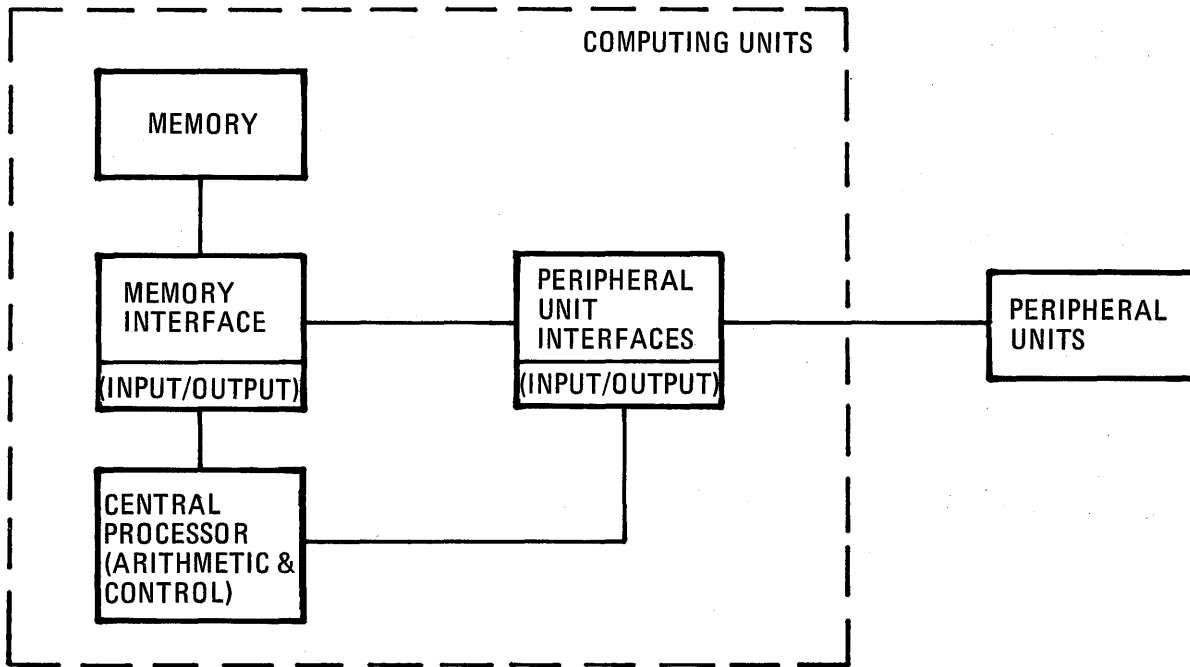 COMPUTING UNITS
MEMORY
MEMORY
INTERFACE
(INPUT/OUTPUT)
PERIPHERAL
UNIT
INTERFACES
(INPUT/OUTPUT)
PERIPHERAL
UNITS
CENTRAL
PROCESSOR
(ARITHMETIC &
CONTROL)